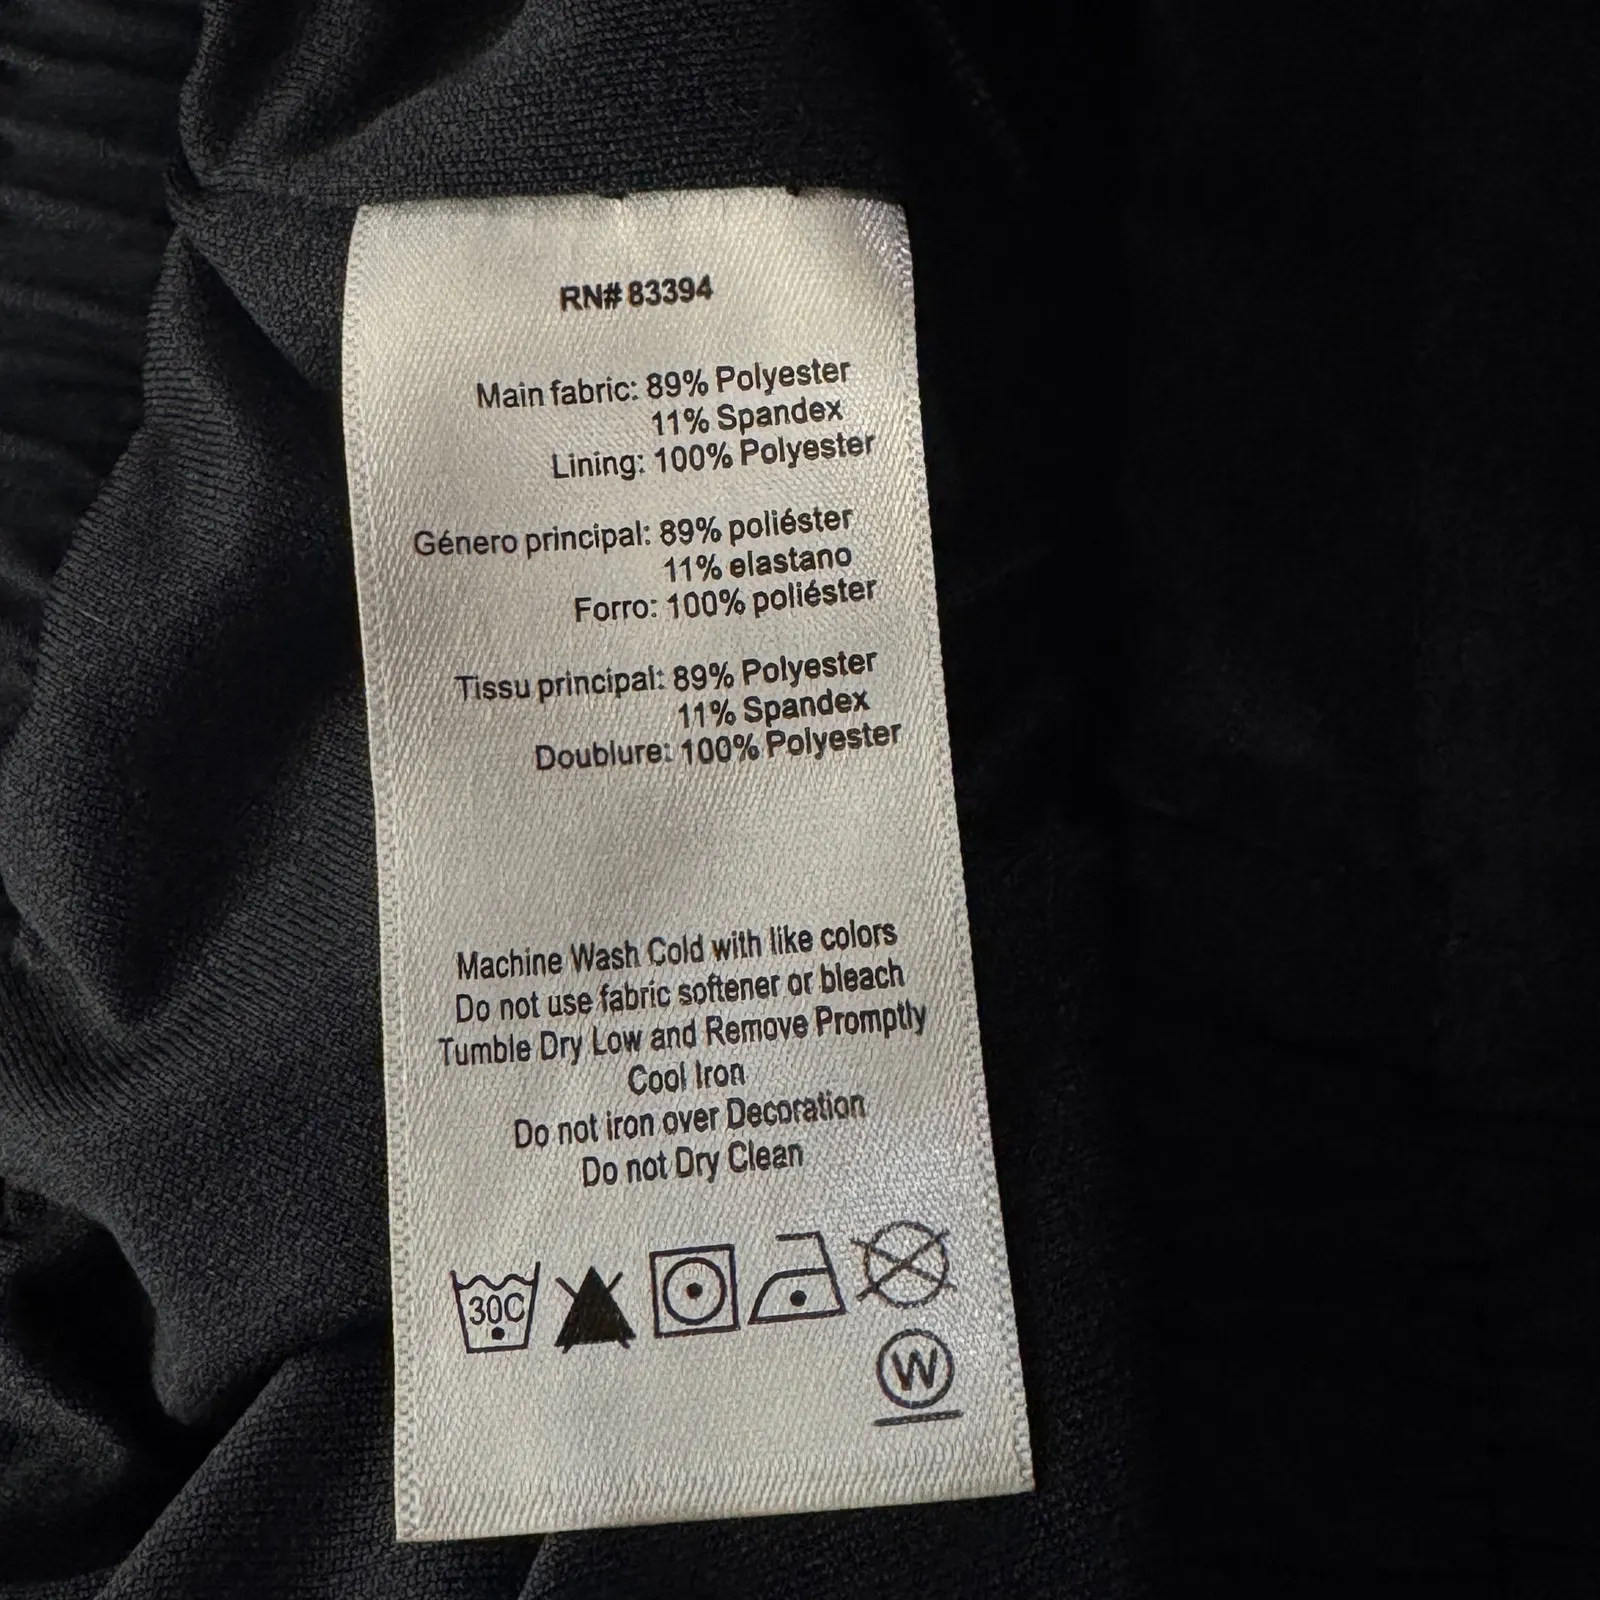 RN# 83394
Main fabric: 89% Polyester
11% Spandex
Lining: 100% Polyester
Género principal: 89% poliéster
11% elastano
Forro: 100% poliéster
Tissu principal: 89% Polyester
11% Spandex
Doublure: 100% Polyester
Machine Wash Cold with like colors
Do not use fabric softener or bleach
Tumble Dry Low and Remove Promptly
Cool Iron
Do not iron over Decoration
Do not Dry Clean
30C
W